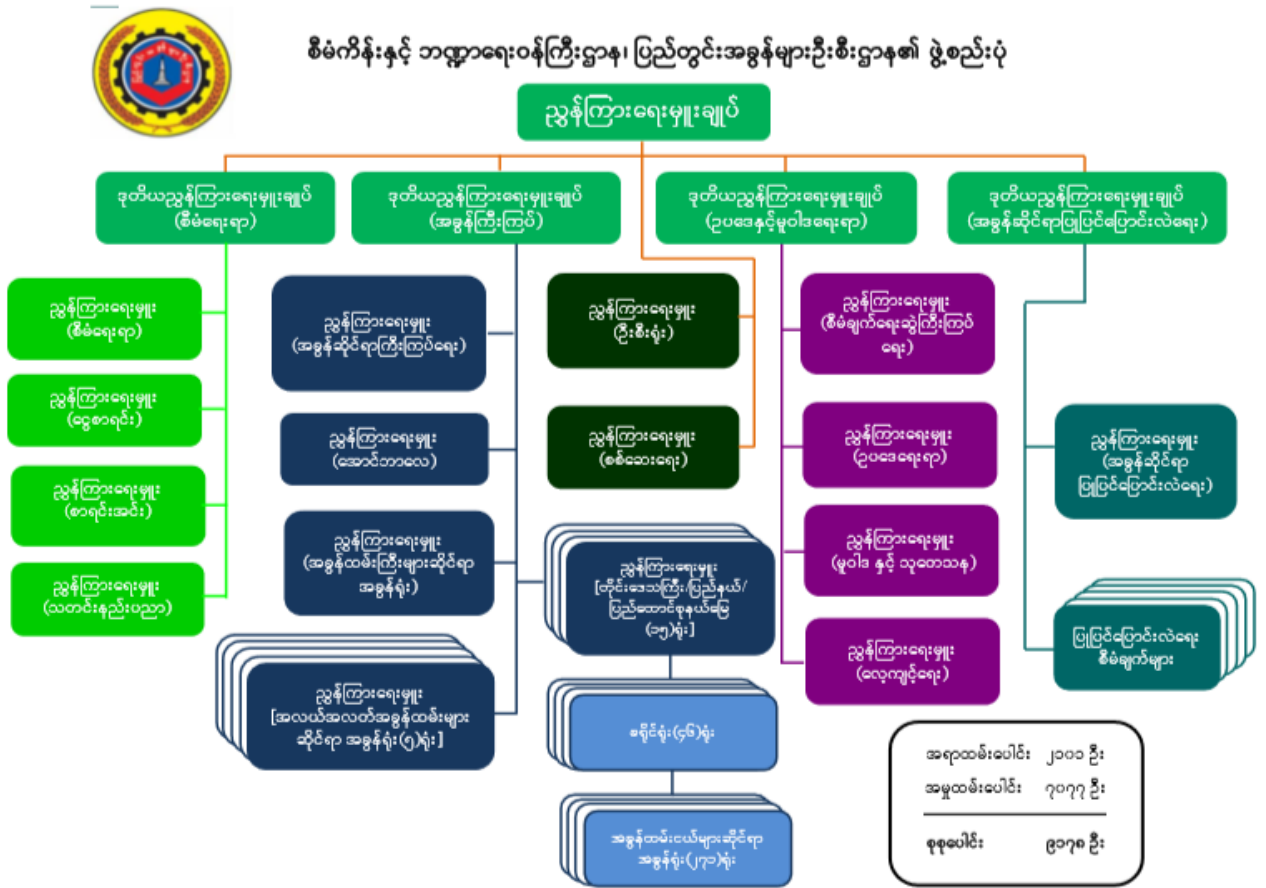 စီမံကိန်းနှင့် ဘဏ္ဍာရေးဝန်ကြီးဌာန၊ ပြည်တွင်းအခွန်များဦးစီးဌာန၏ ဖွဲ့စည်းပုံ
ညွှန်ကြားရေးမှူးချုပ်
ဒုတိယညွှန်ကြားရေးမှူးချုပ်
(စီမံရေးရာ)
ဒုတိယညွှန်ကြားရေးမှူးချုပ်
(အခွန်ကြီးကြပ်)
ဒုတိယညွှန်ကြားရေးမှူးချုပ်
(ဥပဒေနှင့်မူဝါဒရေးရာ)
ဒုတိယညွှန်ကြားရေးမှူးချုပ်
(အခွန်ဆိုင်ရာပြုပြင်ပြောင်းလဲရေး)
ညွှန်ကြားရေးမှူး
(စီမံရေးရာ)
ညွှန်ကြားရေးမှူး
(ငွေစာရင်း)
ညွှန်ကြားရေးမှူး
(စာရင်းအင်း)
ညွှန်ကြားရေးမှူး
(သတင်းနည်းပညာ)
ညွှန်ကြားရေးမှူး
(အခွန်ဆိုင်ရာကြီးကြပ်ရေး)
ညွှန်ကြားရေးမှူး
(အောင်ဘာလေ)
ညွှန်ကြားရေးမှူး
(အခွန်ထမ်းကြီးများဆိုင်ရာ
အခွန်ရုံး)
ညွှန်ကြားရေးမှူး
[အလယ်အလတ်အခွန်ထမ်းများ
ဆိုင်ရာ အခွန်ရုံး(၅)ရုံး]
ညွှန်ကြားရေးမှူး
(ဦးစီးရုံး)
ညွှန်ကြားရေးမှူး
(စစ်ဆေးရေး)
ညွှန်ကြားရေးမှူး
[တိုင်းဒေသကြီး/ပြည်နယ်/
ပြည်ထောင်စုနယ်မြေ
(၁၅)ရုံး]
ခရိုင်ရုံး(၄၆)ရုံး
အခွန်ထမ်းငယ်များဆိုင်ရာ
အခွန်ရုံး(၂၇၁)ရုံး
ညွှန်ကြားရေးမှူး
(စီမံချက်ရေးဆွဲကြီးကြပ်
ရေး)
ညွှန်ကြားရေးမှူး
(ဥပဒေရေးရာ)
ညွှန်ကြားရေးမှူး
(မူဝါဒ နှင့် သုတေသန)
ညွှန်ကြားရေးမှူး
(လေ့ကျင့်ရေး)
ညွှန်ကြားရေးမှူး
(အခွန်ဆိုင်ရာ
ပြုပြင်ပြောင်းလဲရေး)
ပြုပြင်ပြောင်းလဲရေး
စီမံချက်များ
အရာထမ်းပေါင်း ၂၁၀၁ ဦး
အမှုထမ်းပေါင်း ၇၀၇၇ ဦး
စုစုပေါင်း ၉၁၇၈ ဦး